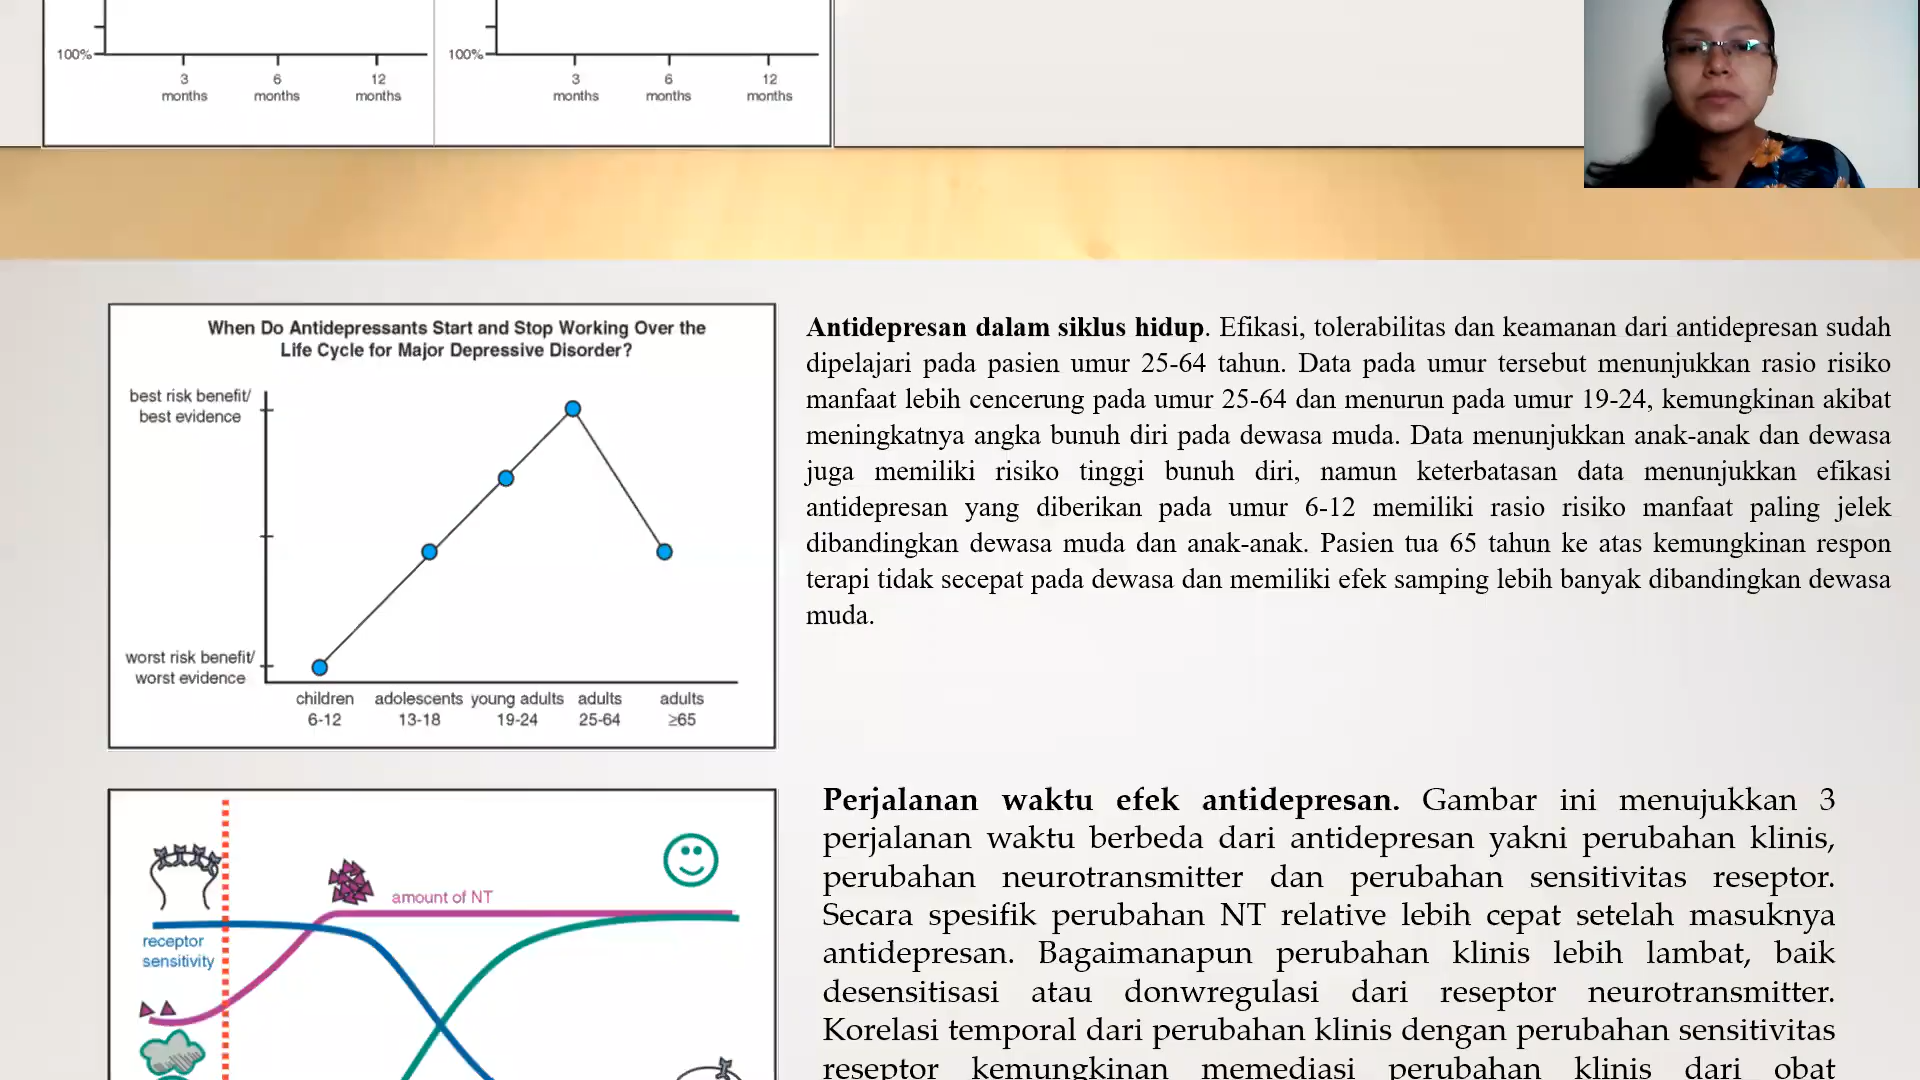 100%
3
months
6
months
12
months
100%
3
months
6
months
12
months
When Do Antidepressants Start and Stop Working Over the
Life Cycle for Major Depressive Disorder?
best risk benefit/
best evidence
worst risk benefit/
worst evidence
children
6-12
adolescents
13-18
young adults
19-24
adults
25-64
adults
≥65
Antidepresan dalam siklus hidup. Efikasi, tolerabilitas dan keamanan dari antidepresan sudah
dipelajari pada pasien umur 25-64 tahun. Data pada umur tersebut menunjukkan rasio risiko
manfaat lebih cencerung pada umur 25-64 dan menurun pada umur 19-24, kemungkinan akibat
meningkatnya angka bunuh diri pada dewasa muda. Data menunjukkan anak-anak dan dewasa
juga memiliki risiko tinggi bunuh diri, namun keterbatasan data menunjukkan efikasi
antidepresan yang diberikan pada umur 6-12 memiliki rasio risiko manfaat paling jelek
dibandingkan dewasa muda dan anak-anak. Pasien tua 65 tahun ke atas kemungkinan respon
terapi tidak secepat pada dewasa dan memiliki efek samping lebih banyak dibandingkan dewasa
muda.
amount of NT
receptor
sensitivity
Perjalanan waktu efek antidepresan. Gambar ini menujukkan 3
perjalanan waktu berbeda dari antidepresan yakni perubahan klinis,
perubahan neurotransmitter dan perubahan sensitivitas reseptor.
Secara spesifik perubahan NT relative lebih cepat setelah masuknya
antidepresan. Bagaimanapun perubahan klinis lebih lambat, baik
desensitisasi atau donwregulasi dari reseptor neurotransmitter.
Korelasi temporal dari perubahan klinis dengan perubahan sensitivitas
reseptor kemungkinan memediasi perubahan klinis dari obat